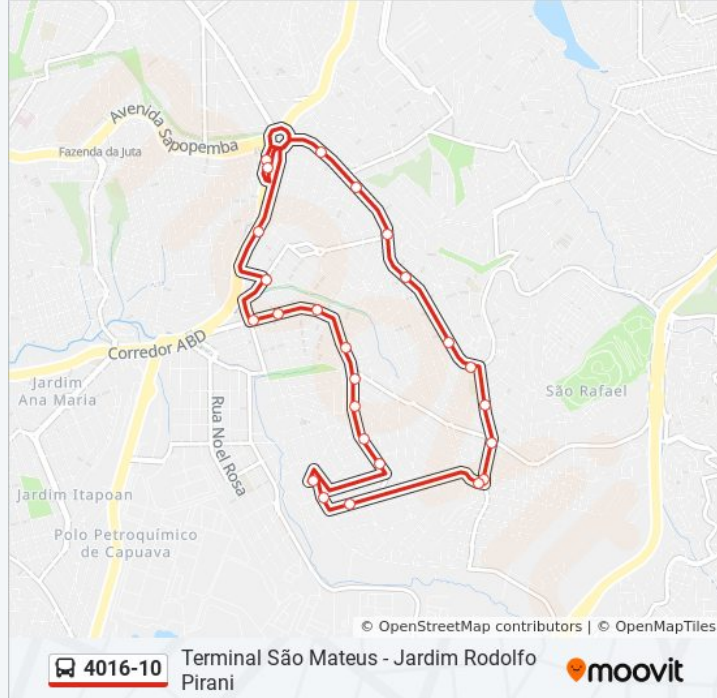 Avenida Sapopemba
Fazenda da Juta
Corredor ABD
Jardim
Ana Maria
Rua Noel Rosa
São Rafael
Jardim Itapoan
Polo Petroquímico
de Capuava
© OpenStreetMap contributors | © OpenMapTiles
4016-10
Terminal São Mateus - Jardim Rodolfo
Pirani
moovit